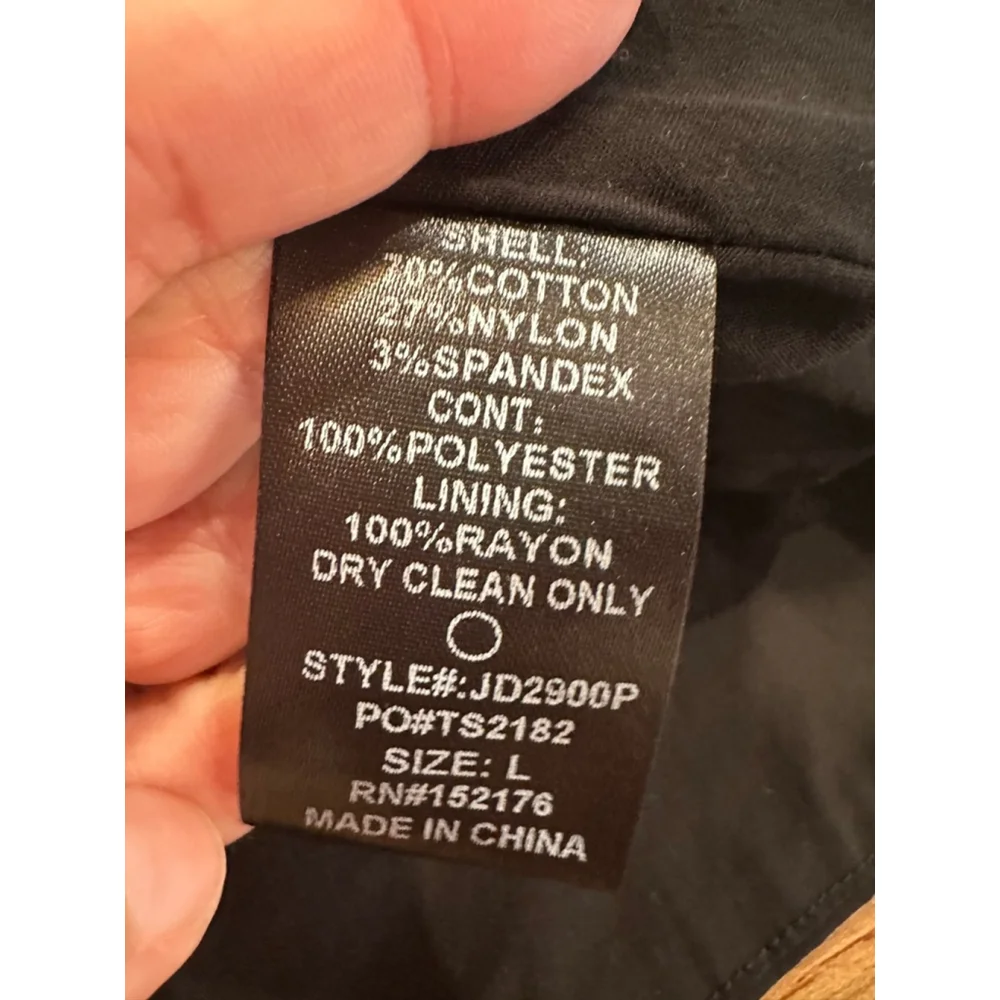 SHELL:
70%COTTON
27%NYLON
3%SPANDEX
CONT:
100%POLYESTER
LINING:
100%RAYON
DRY CLEAN ONLY
STYLE#:JD2900P
PO#TS2182
SIZE: L
RN#152176
MADE IN CHINA